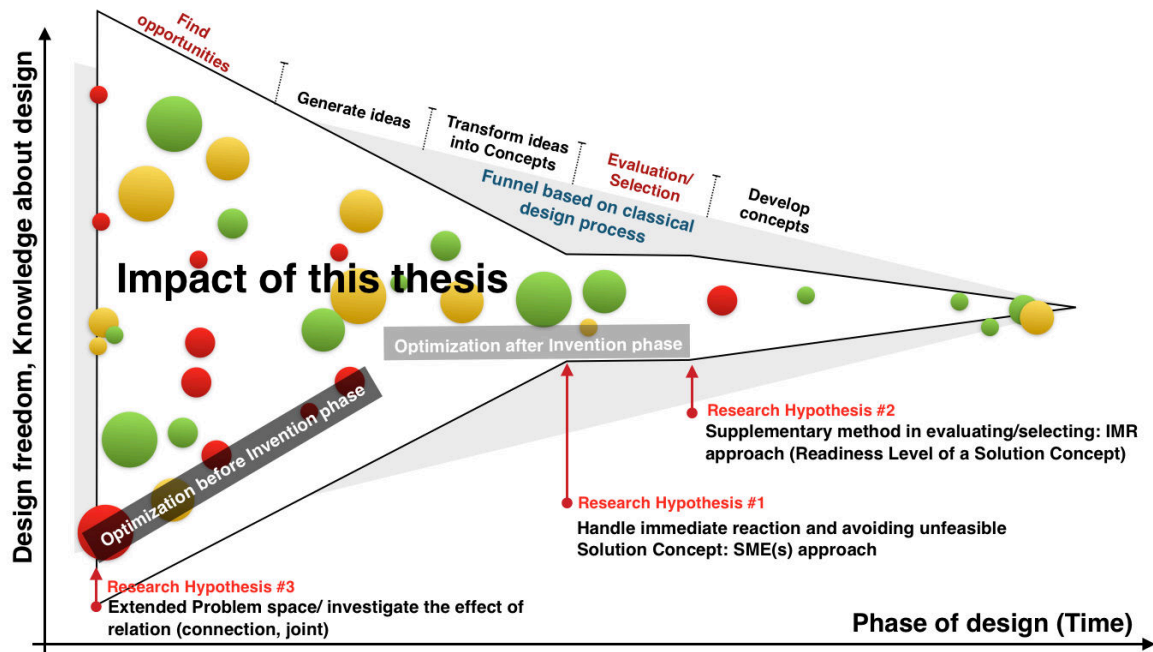 Design freedom, Knowledge about design
Find
opportunities
Generate ideas
Transform ideas
into Concepts
Evaluation/
Selection
Develop
concepts
Funnel based on classical
design process
Impact of this thesis
Optimization after Invention phase
Optimization before Invention phase
Research Hypothesis #2
Supplementary method in evaluating/selecting: IMR
approach (Readiness Level of a Solution Concept)
Research Hypothesis #1
Handle immediate reaction and avoiding unfeasible
Solution Concept: SME(s) approach
Research Hypothesis #3
Extended Problem space/ investigate the effect of
relation (connection, joint)
Phase of design (Time)